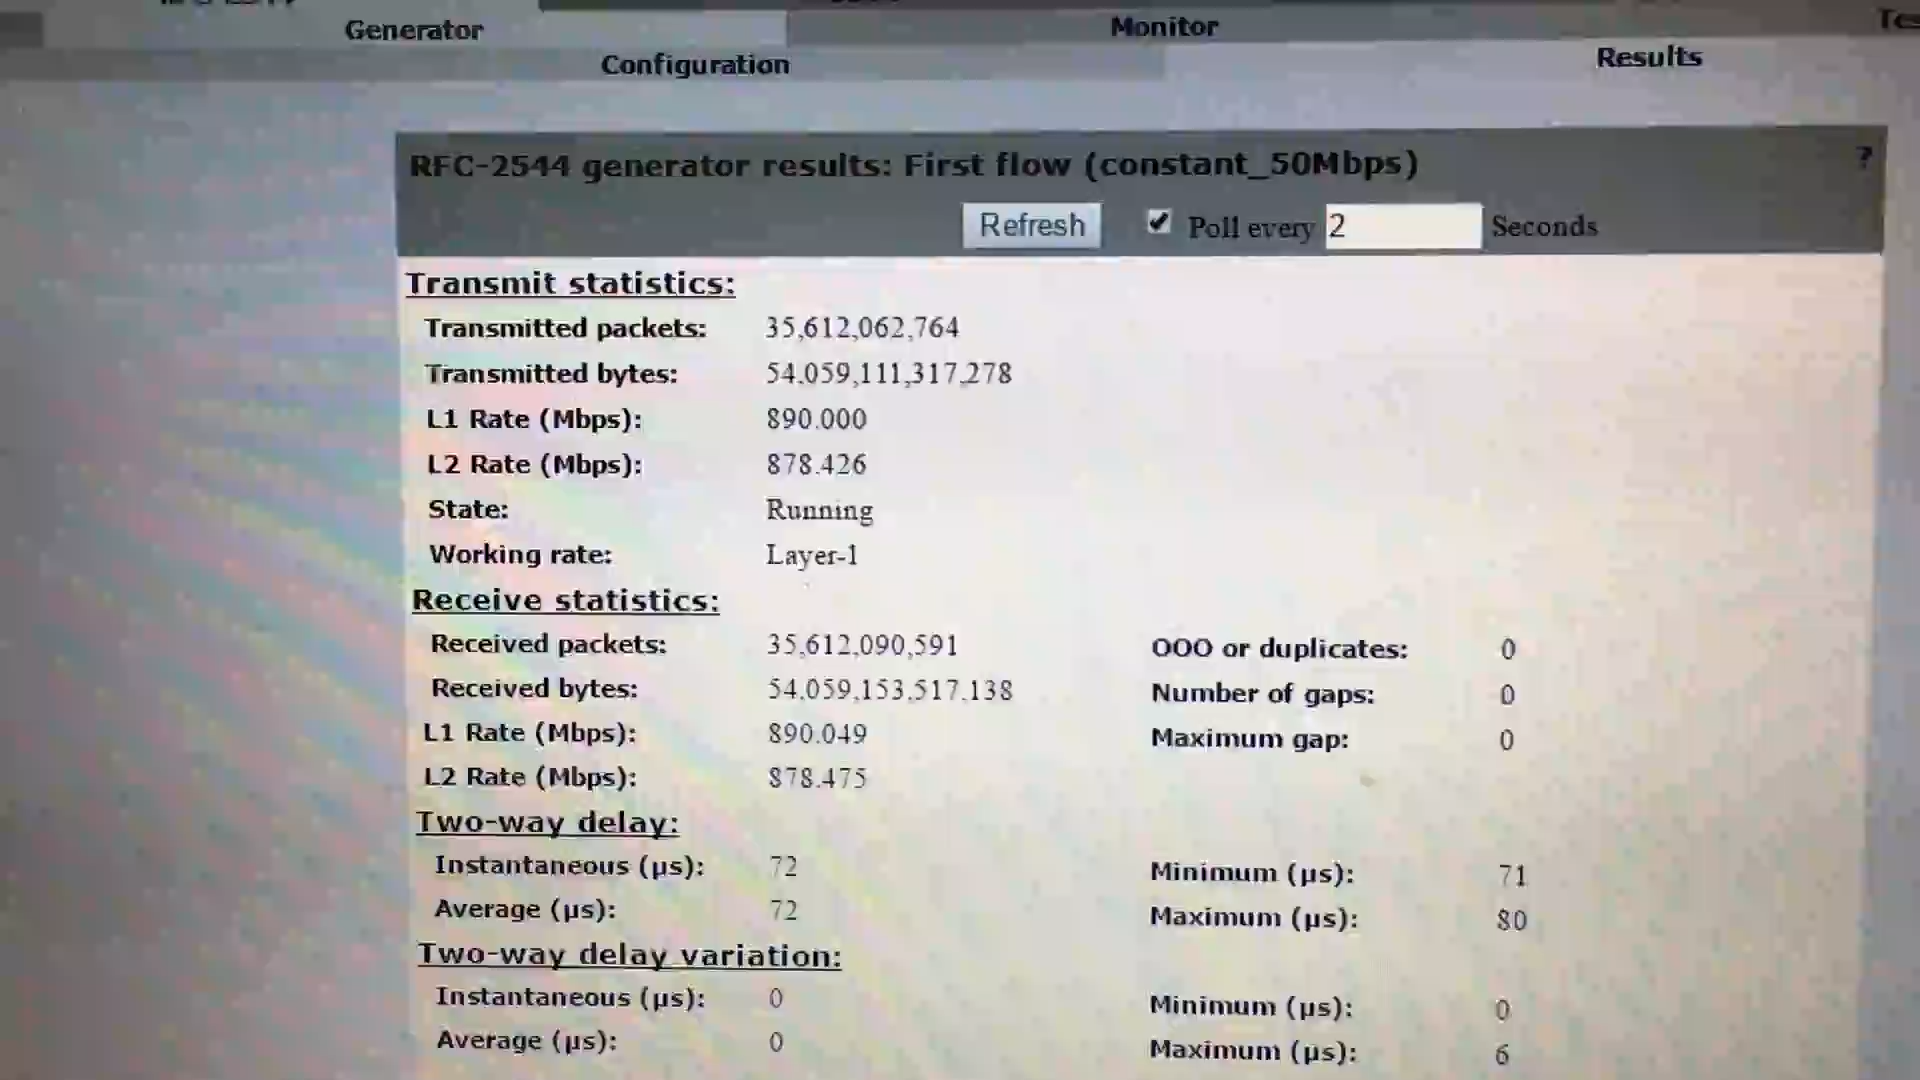 Generator Monitor
Configuration Results
RFC-2544 generator results: First flow (constant_50Mbps) ?
Refresh Poll every 2 Seconds
Transmit statistics:
Transmitted packets: 35,612,062,764
Transmitted bytes: 54,059,111,317,278
L1 Rate (Mbps): 890.000
L2 Rate (Mbps): 878.426
State: Running
Working rate: Layer-1
Receive statistics:
Received packets: 35,612,090,591 OOO or duplicates: 0
Received bytes: 54,059,153,517,138 Number of gaps: 0
L1 Rate (Mbps): 890.049 Maximum gap: 0
L2 Rate (Mbps): 878.475
Two-way delay:
Instantaneous (µs): 72 Minimum (µs): 71
Average (µs): 72 Maximum (µs): 80
Two-way delay variation:
Instantaneous (µs): 0 Minimum (µs): 0
Average (µs): 0 Maximum (µs): 6